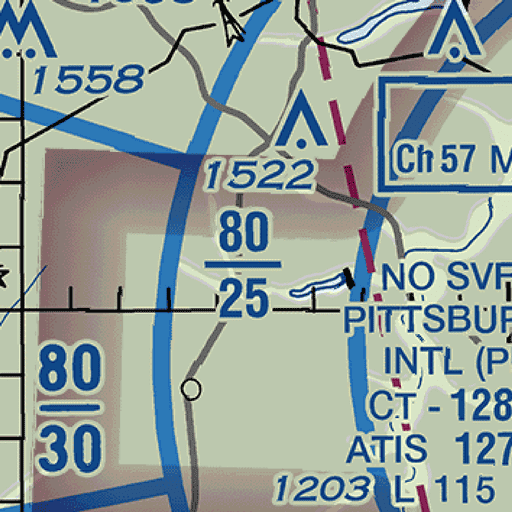 1558
Ch 57 M
1522
80
25
NO SVF
PITTSBUR
INTL (P
80
30
CT - 128
ATIS 127
1203 L 115